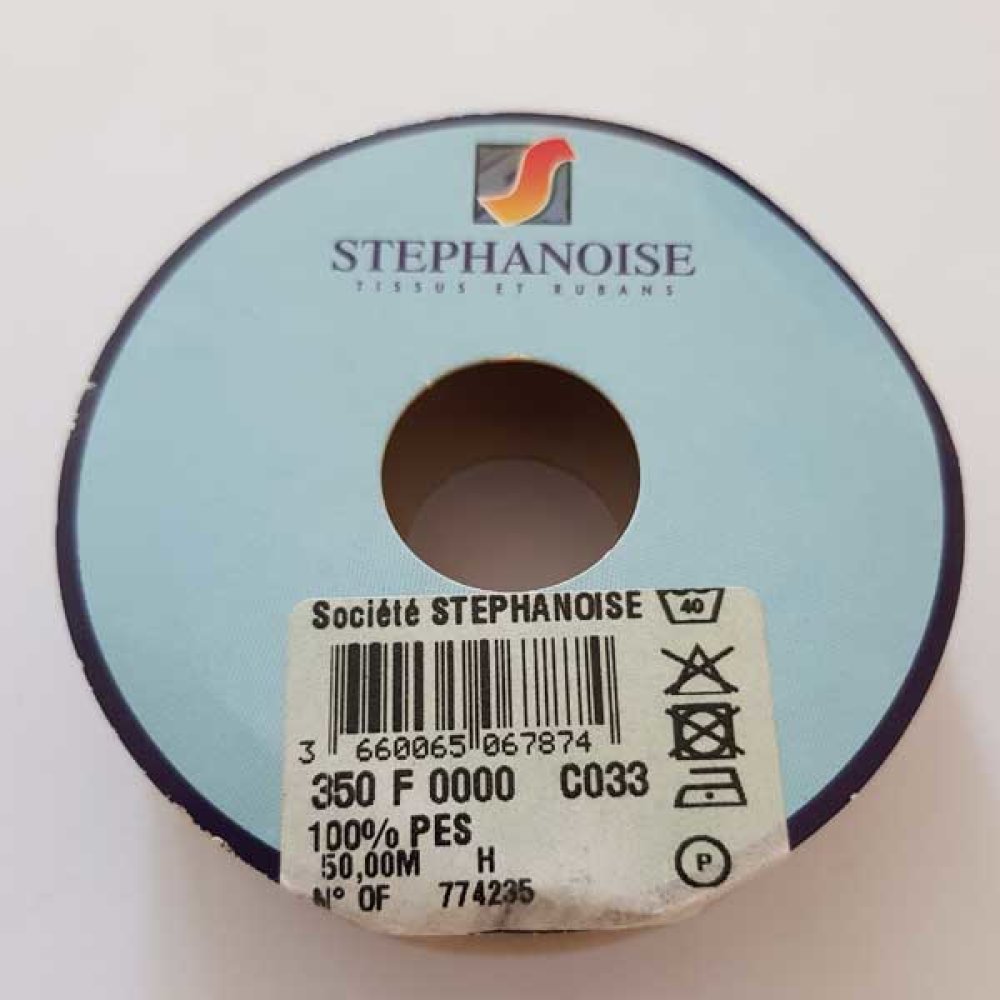 STEPHANOISE
TISSUS ET RUBANS
Société STEPHANOISE
40
3 660065 067874
350 F 0000 C033
100% PES
50,00M H
N° OF 774235
P